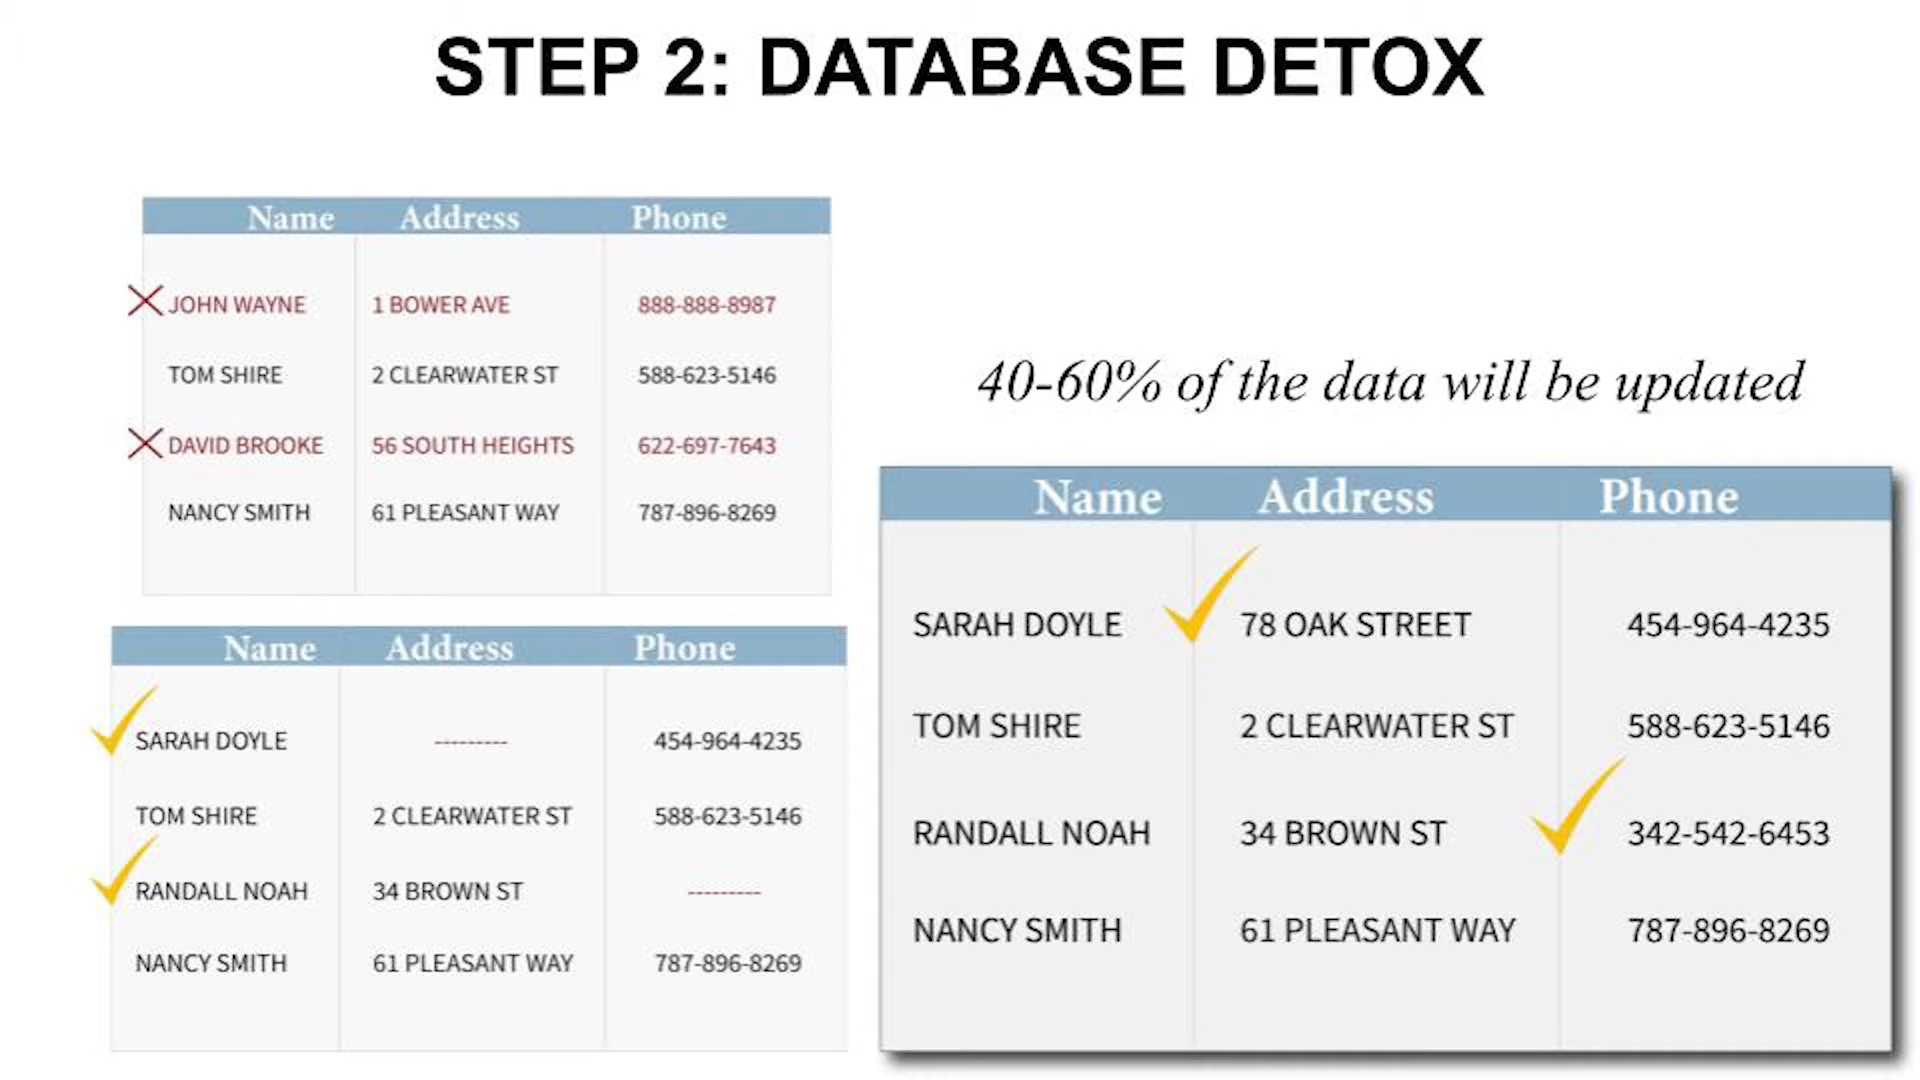 STEP 2: DATABASE DETOX
Name Address Phone
JOHN WAYNE 1 BOWER AVE 888-888-8987
TOM SHIRE 2 CLEARWATER ST 588-623-5146
DAVID BROOKE 56 SOUTH HEIGHTS 622-697-7643
NANCY SMITH 61 PLEASANT WAY 787-896-8269
Name Address Phone
SARAH DOYLE --------- 454-964-4235
TOM SHIRE 2 CLEARWATER ST 588-623-5146
RANDALL NOAH 34 BROWN ST ---------
NANCY SMITH 61 PLEASANT WAY 787-896-8269
40-60% of the data will be updated
Name Address Phone
SARAH DOYLE 78 OAK STREET 454-964-4235
TOM SHIRE 2 CLEARWATER ST 588-623-5146
RANDALL NOAH 34 BROWN ST 342-542-6453
NANCY SMITH 61 PLEASANT WAY 787-896-8269